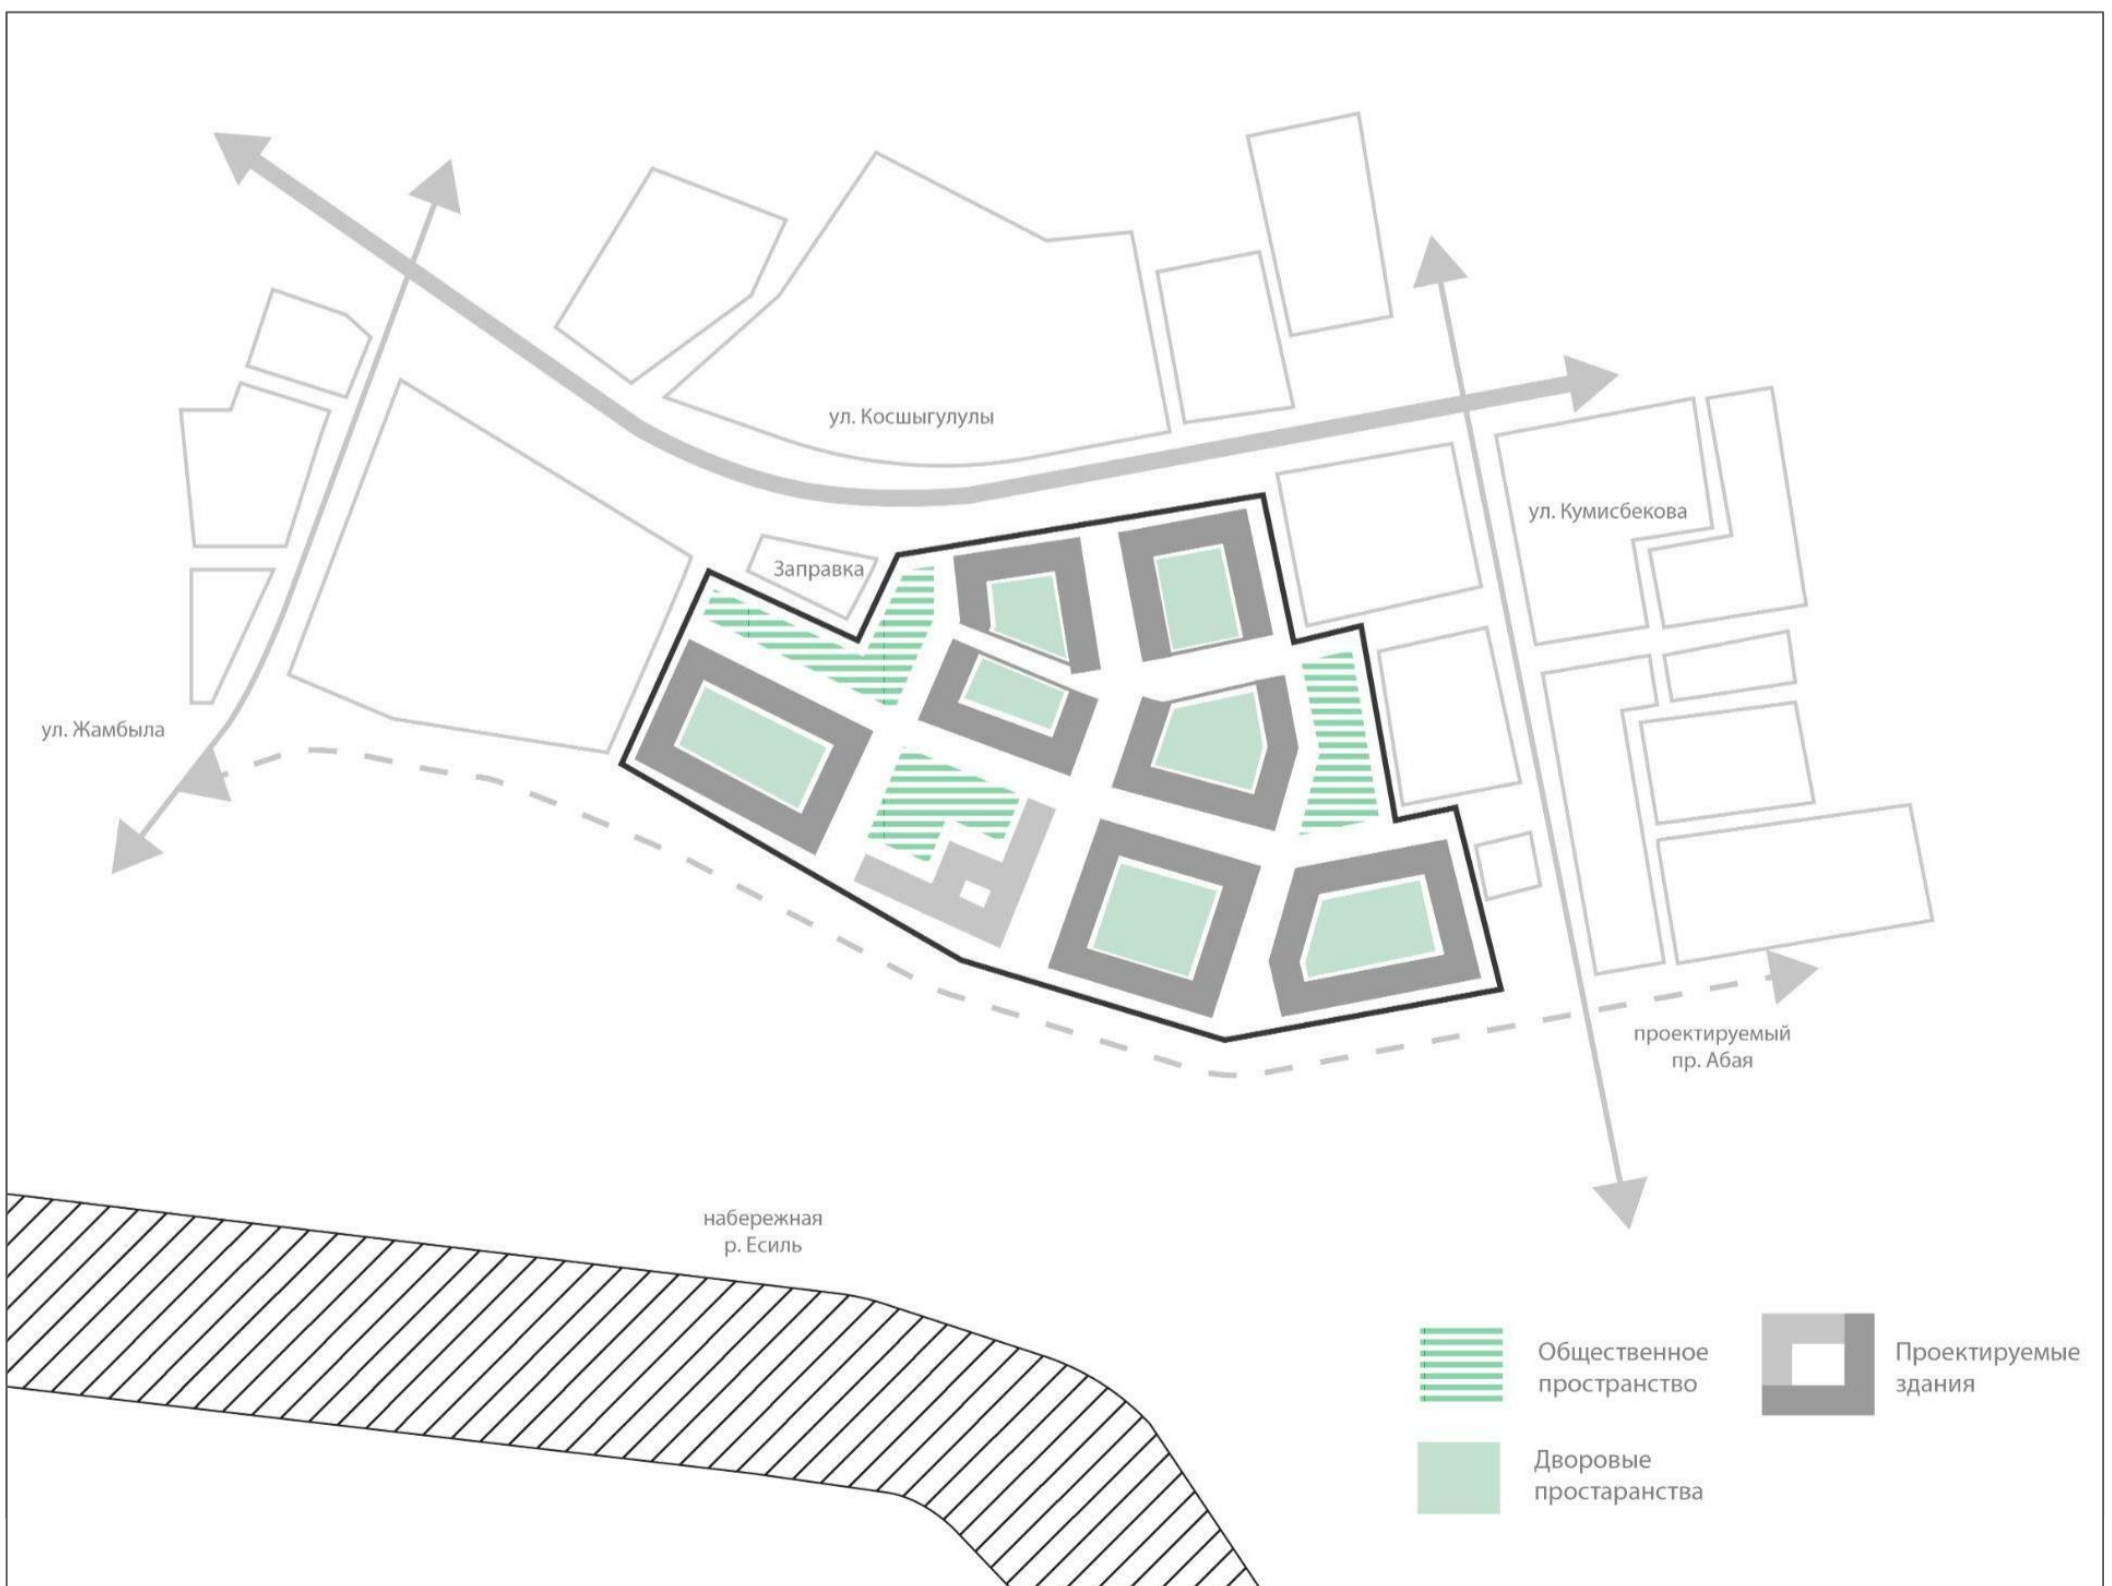 ул. Косшыгулулы
ул. Кумисбекова
Заправка
ул. Жамбыла
проектируемый
пр. Абая
набережная
р. Есиль
Общественное
пространство
Проектируемые
здания
Дворовые
простаранства